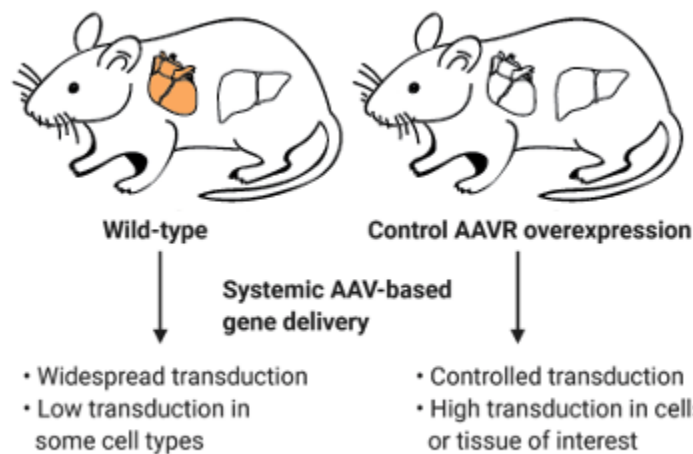 Wild-type
Control AAVR overexpression
Systemic AAV-based
gene delivery
• Widespread transduction
• Low transduction in
some cell types
• Controlled transduction
• High transduction in cells
or tissue of interest